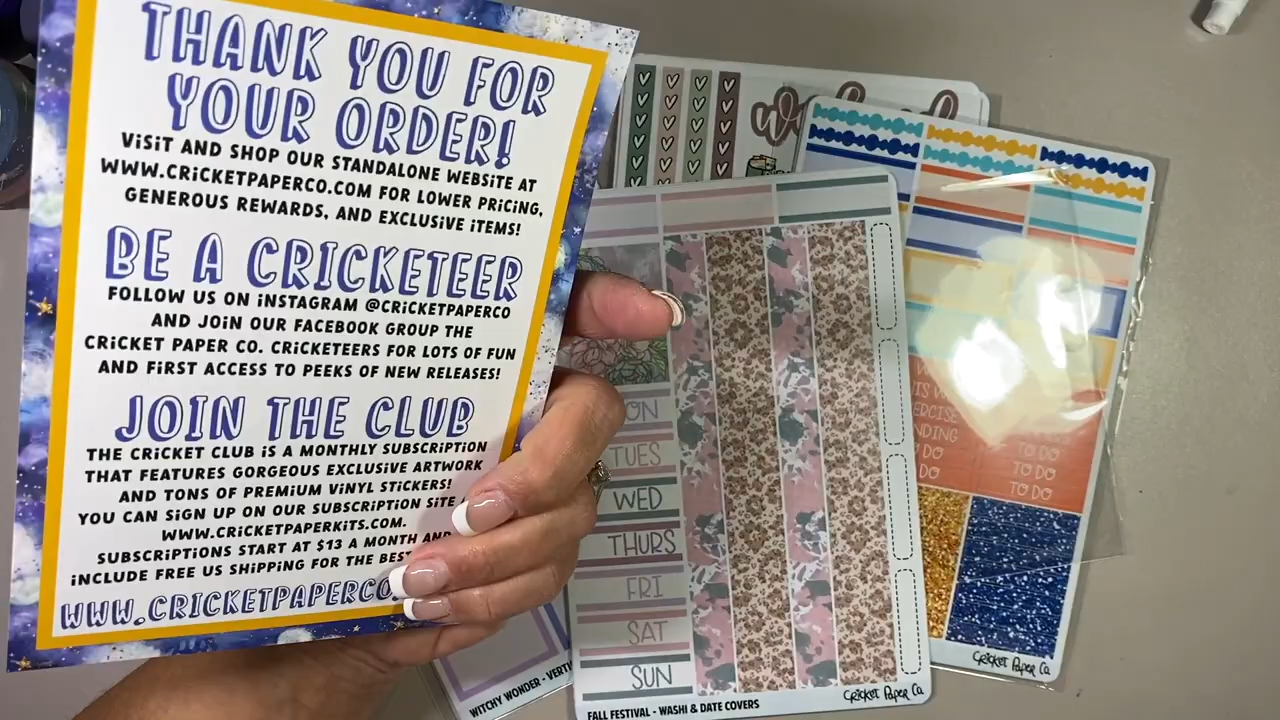 THANK YOU FOR
YOUR ORDER!
VISIT AND SHOP OUR STANDALONE WEBSITE AT
WWW.CRICKETPAPERCO.COM FOR LOWER PRICING,
GENEROUS REWARDS, AND EXCLUSIVE ITEMS!
BE A CRICKETEER
FOLLOW US ON INSTAGRAM @CRICKETPAPERCO
AND JOIN OUR FACEBOOK GROUP THE
CRICKET PAPER CO. CRICKETEERS FOR LOTS OF FUN
AND FIRST ACCESS TO PEEKS OF NEW RELEASES!
JOIN THE CLUB
THE CRICKET CLUB IS A MONTHLY SUBSCRIPTION
THAT FEATURES GORGEOUS EXCLUSIVE ARTWORK
AND TONS OF PREMIUM VINYL STICKERS!
YOU CAN SIGN UP ON OUR SUBSCRIPTION SITE
WWW.CRICKETPAPERKITS.COM.
SUBSCRIPTIONS START AT $13 A MONTH AND
INCLUDE FREE US SHIPPING FOR THE BEST
WWW.CRICKETPAPERCO.
TUES
WED
THURS
FRI
SAT
SUN
FALL FESTIVAL - WASHI & DATE COVERS
Cricket Paper Co
WITCHY WONDER -
TO DO
TO DO
Cricket Paper Co